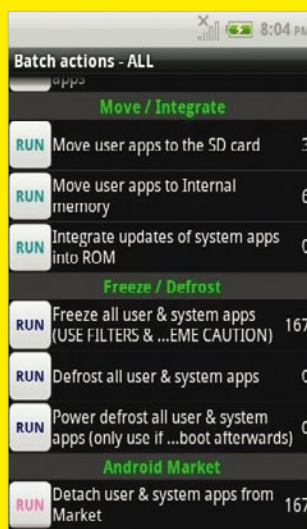 8:04 PM
Batch actions - ALL
apps
Move / Integrate
RUN Move user apps to the SD card 3
RUN Move user apps to Internal
memory 6
RUN Integrate updates of system apps
into ROM 0
Freeze / Defrost
RUN Freeze all user & system apps
(USE FILTERS & ...EME CAUTION) 167
RUN Defrost all user & system apps 0
RUN Power defrost all user & system
apps (only use if ...boot afterwards) 0
Android Market
RUN Detach user & system apps from
Market 167